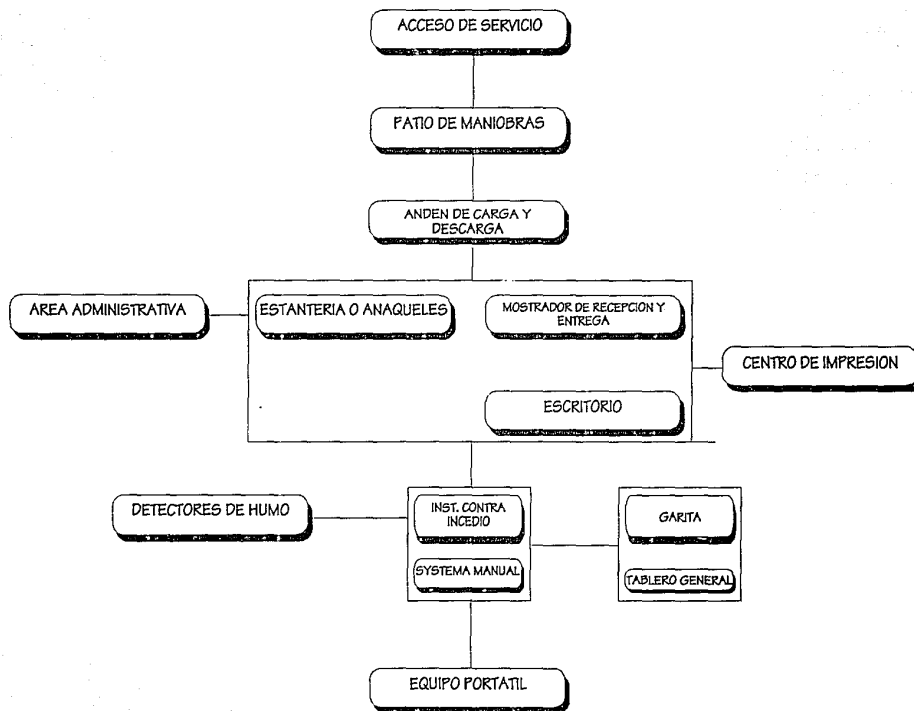 ACCESO DE SERVICIO
PATIO DE MANIOBRAS
ANDEN DE CARGA Y
DESCARGA
AREA ADMINISTRATIVA
ESTANTERIA O ANAQUELES
MOSTRADOR DE RECEPCION Y
ENTREGA
CENTRO DE IMPRESION
ESCRITORIO
DETECTORES DE HUMO
INST. CONTRA
INCEDIO
GARITA
SYSTEMA MANUAL
TABLERO GENERAL
EQUIPO PORTATIL